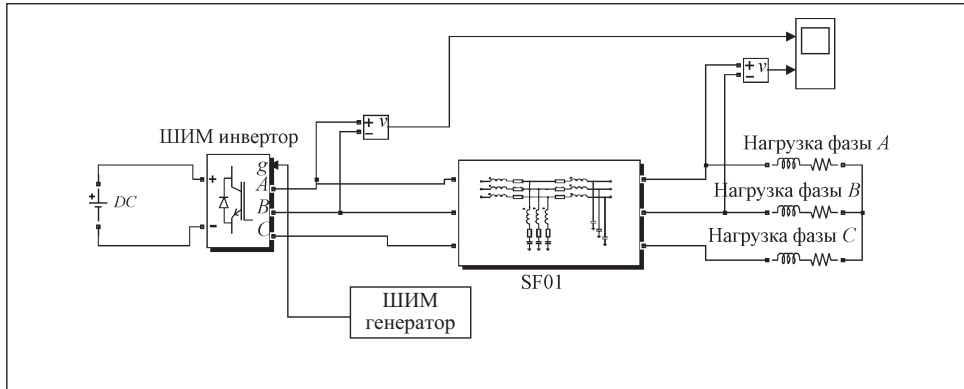 ШИМ инвертор
DC
+
+
−
g
A
B
C
+
−
v
+
−
v
SF01
ШИМ
генератор
Нагрузка фазы A
Нагрузка фазы B
Нагрузка фазы C